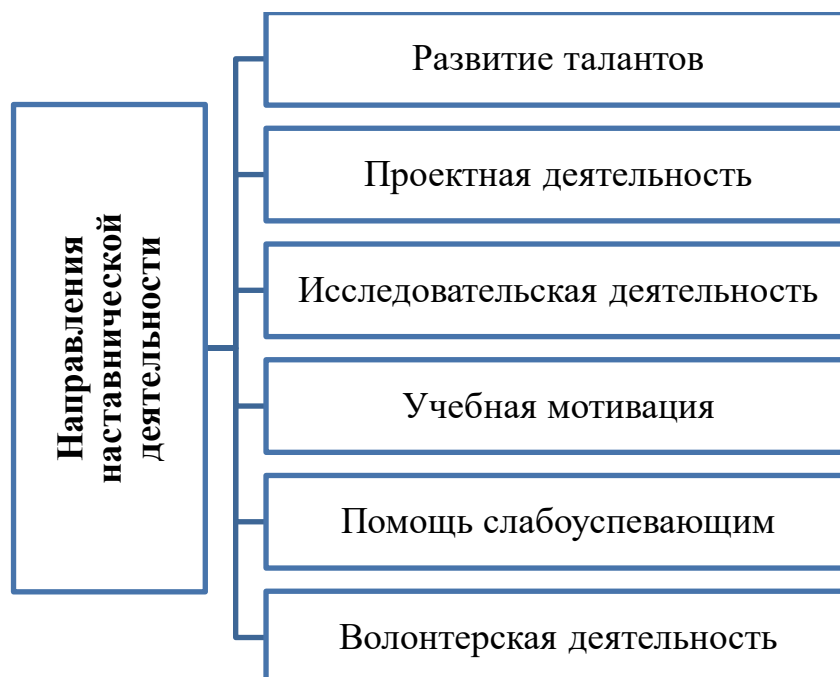 Направления
наставнической
деятельности
Развитие талантов
Проектная деятельность
Исследовательская деятельность
Учебная мотивация
Помощь слабоуспевающим
Волонтерская деятельность